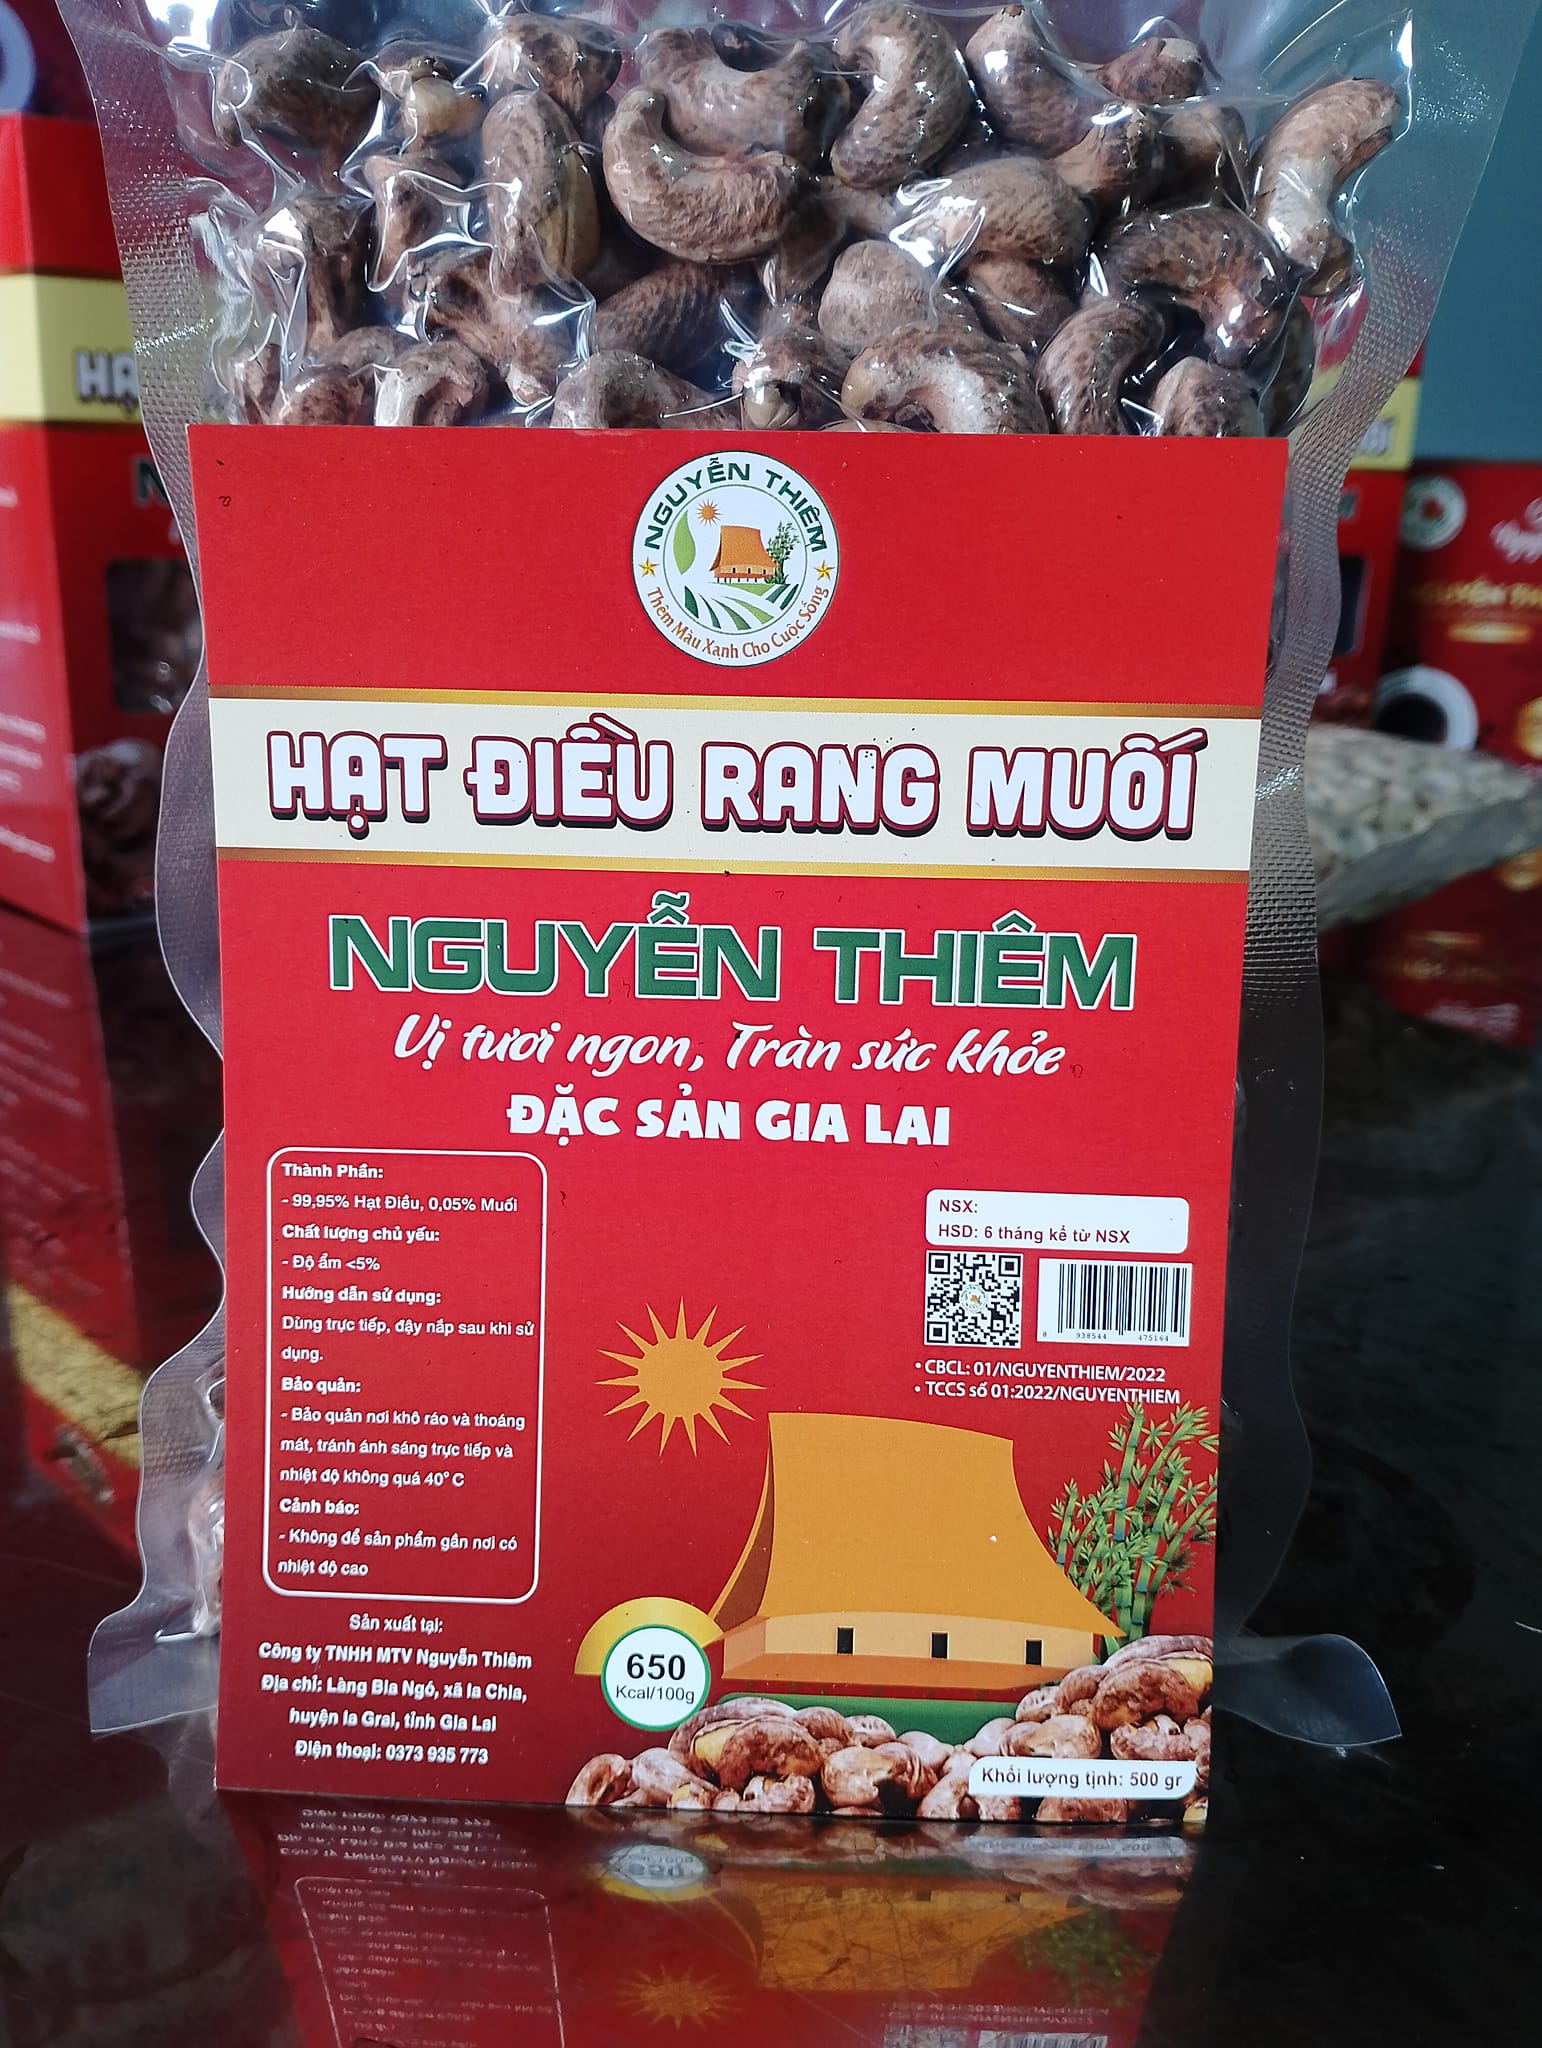 NGUYỄN THIÊM
Thêm Màu Xanh Cho Cuộc Sống
HẠT ĐIỀU RANG MUỐI
NGUYỄN THIÊM
Vị tươi ngon, Tràn sức khỏe
ĐẶC SẢN GIA LAI
Thành Phần:
- 99,95% Hạt Điều, 0,05% Muối
Chất lượng chủ yếu:
- Độ ẩm <5%
Hướng dẫn sử dụng:
Dùng trực tiếp, đậy nắp sau khi sử
dụng.
Bảo quản:
- Bảo quản nơi khô ráo và thoáng
mát, tránh ánh sáng trực tiếp và
nhiệt độ không quá 40° C
Cảnh báo:
- Không để sản phẩm gần nơi có
nhiệt độ cao
Sản xuất tại:
Công ty TNHH MTV Nguyễn Thiêm
Địa chỉ: Làng Bia Ngó, xã Ia Chia,
huyện Ia Grai, tỉnh Gia Lai
Điện thoại: 0373 935 773
NSX:
HSD: 6 tháng kể từ NSX
8 938544 475164
• CBCL: 01/NGUYENTHIEM/2022
• TCCS số 01:2022/NGUYENTHIEM
650
Kcal/100g
Khối lượng tịnh: 500 gr